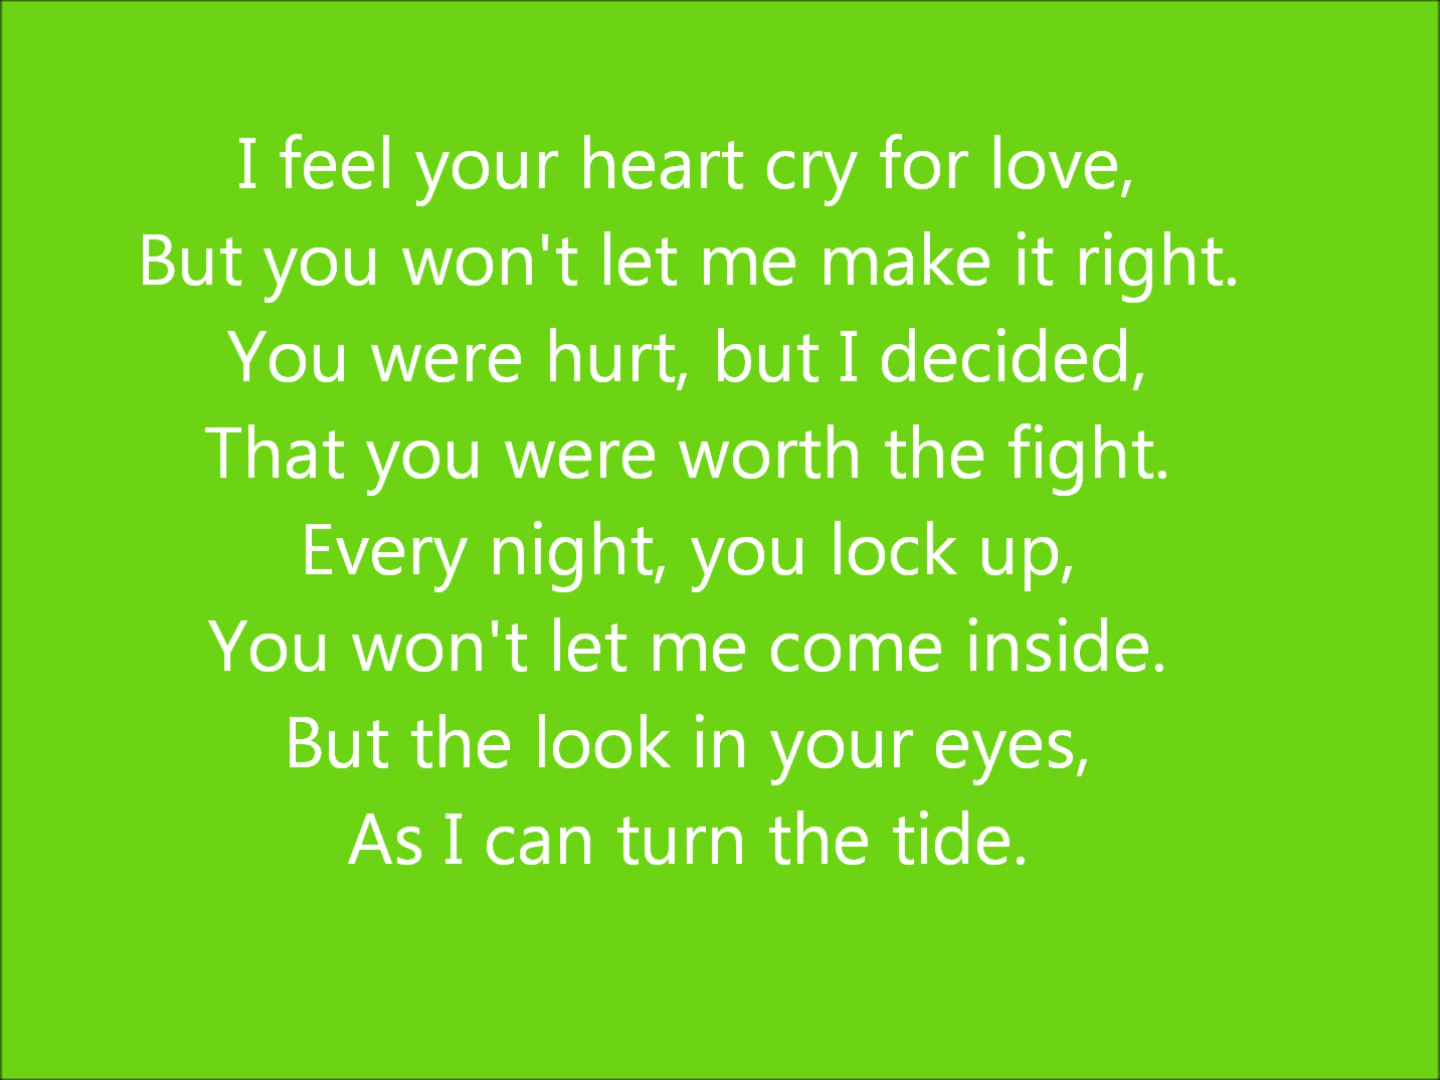 I feel your heart cry for love,
But you won't let me make it right.
You were hurt, but I decided,
That you were worth the fight.
Every night, you lock up,
You won't let me come inside.
But the look in your eyes,
As I can turn the tide.